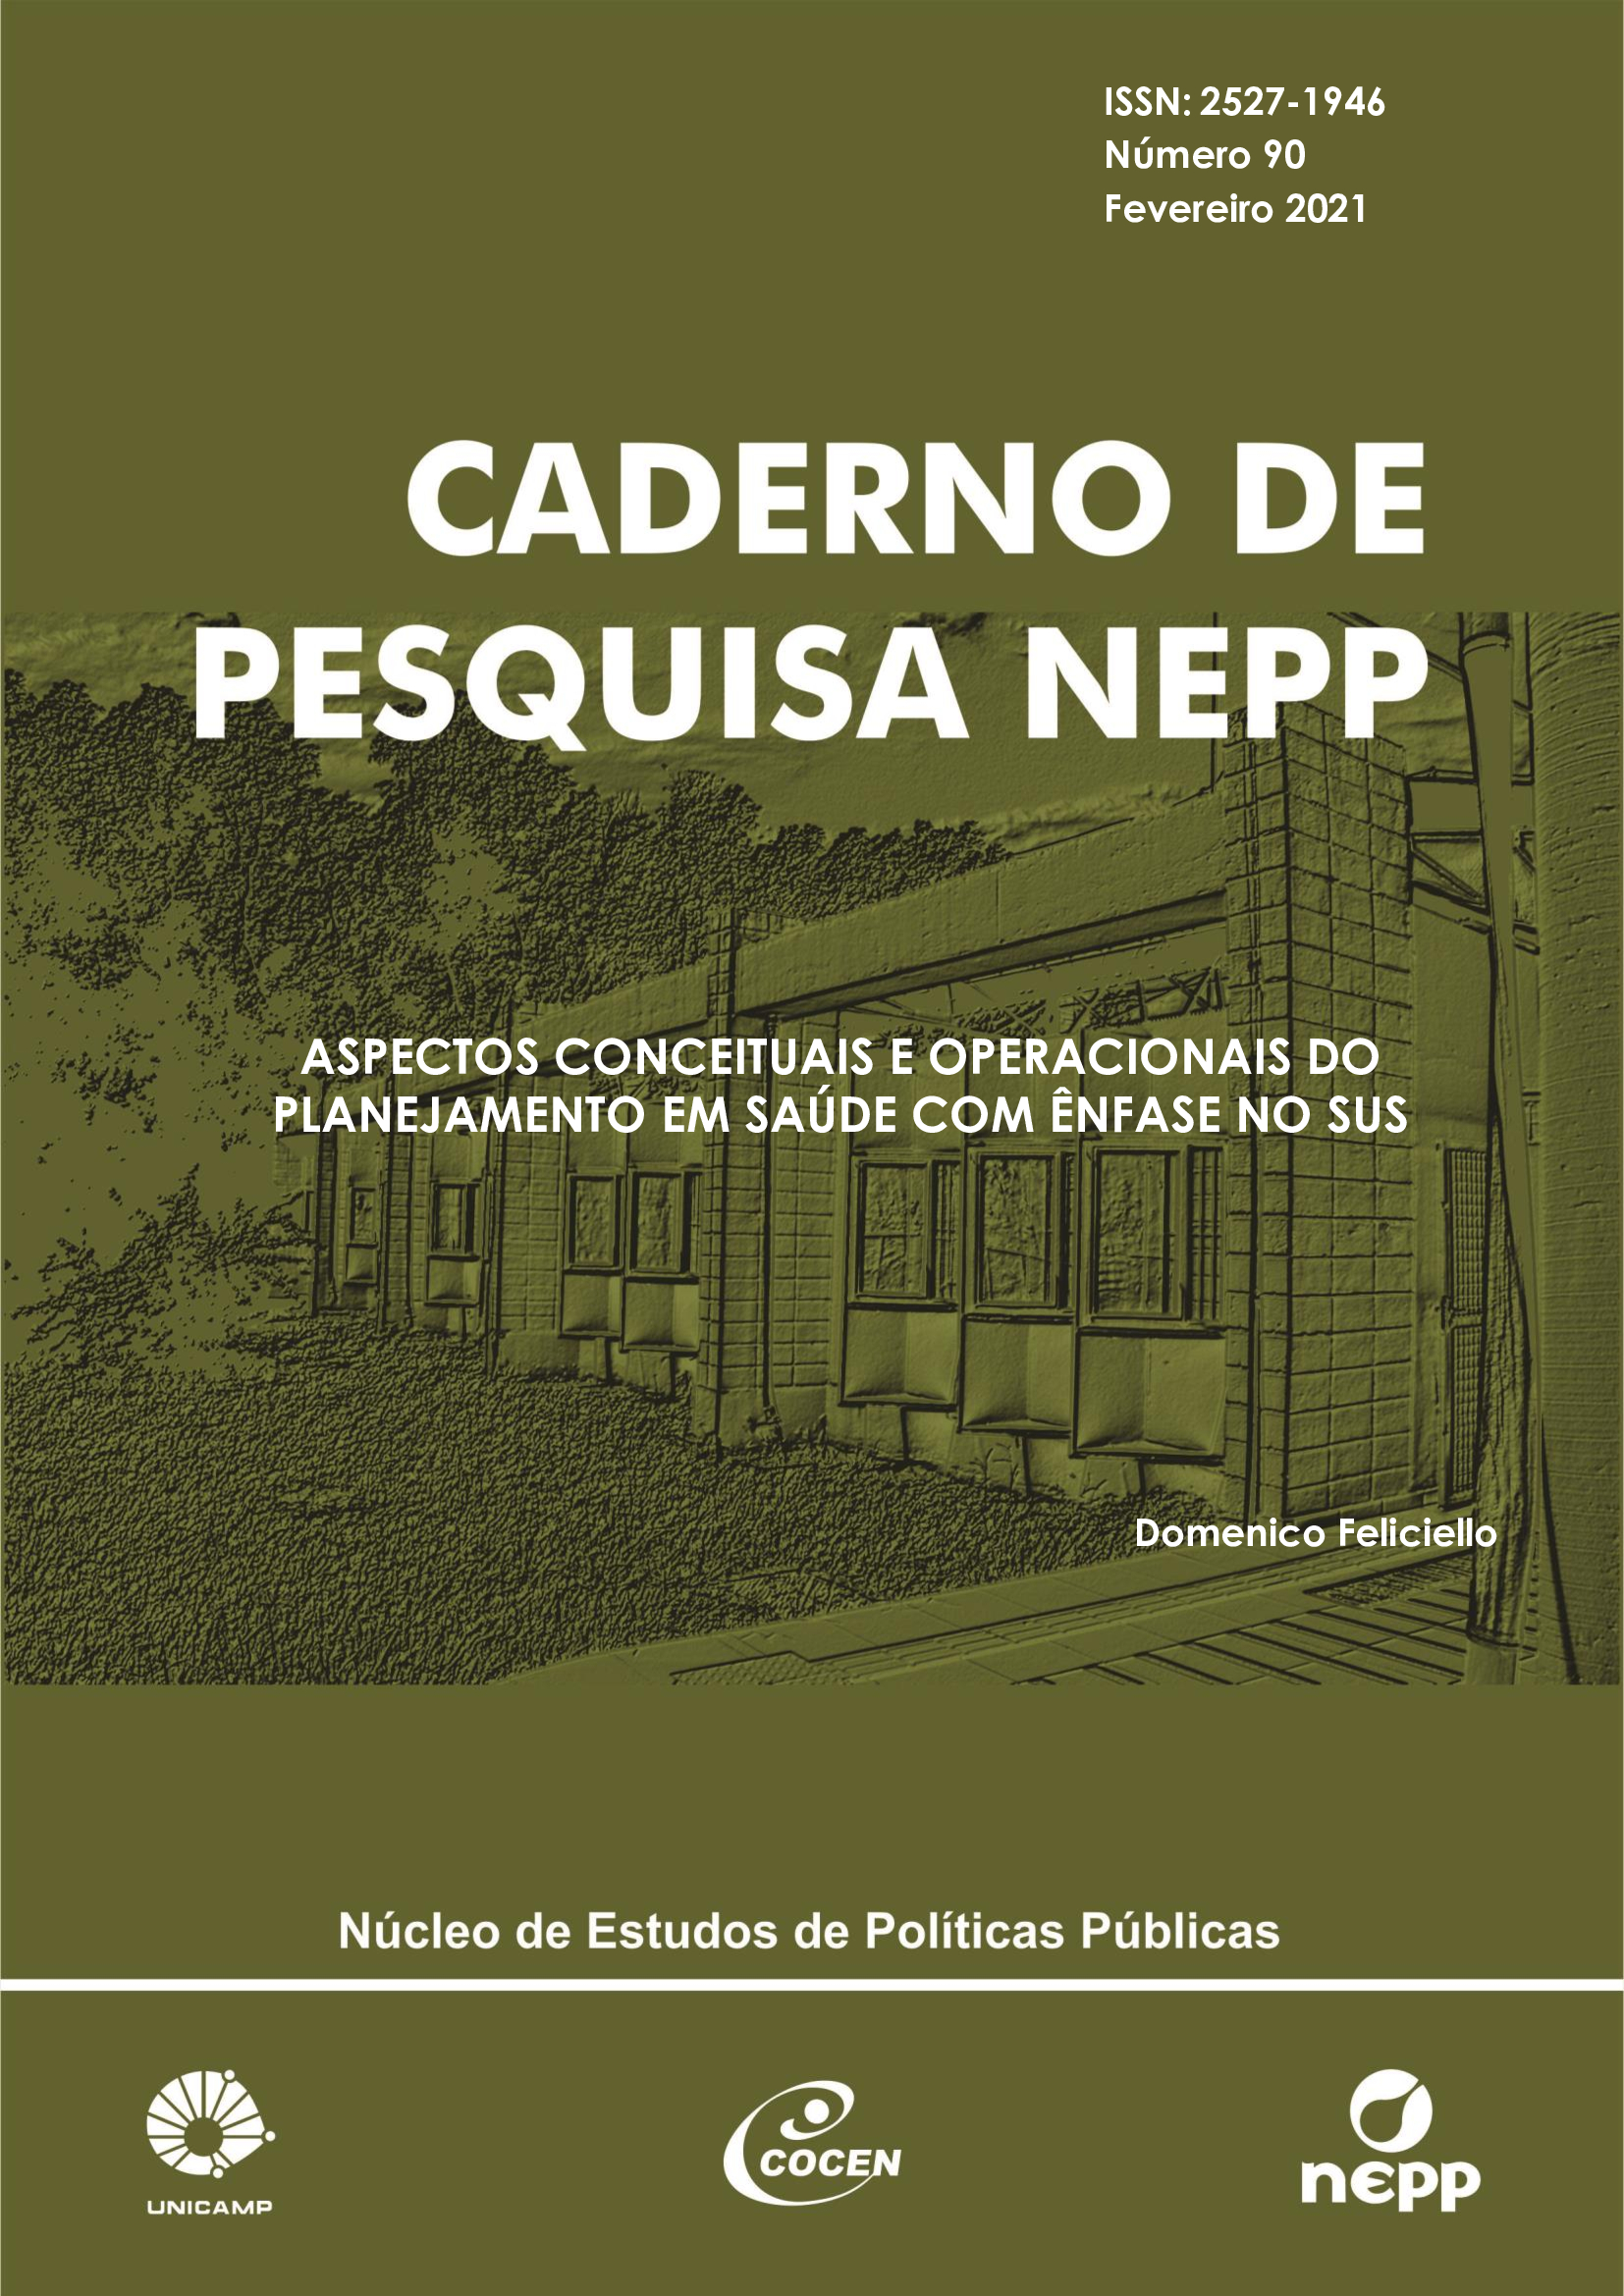 ISSN: 2527-1946
Número 90
Fevereiro 2021
CADERNO DE
PESQUISA NEPP
ASPECTOS CONCEITUAIS E OPERACIONAIS DO
PLANEJAMENTO EM SAÚDE COM ÊNFASE NO SUS
Domenico Feliciello
Núcleo de Estudos de Políticas Públicas
UNICAMP
COCEN
nepp